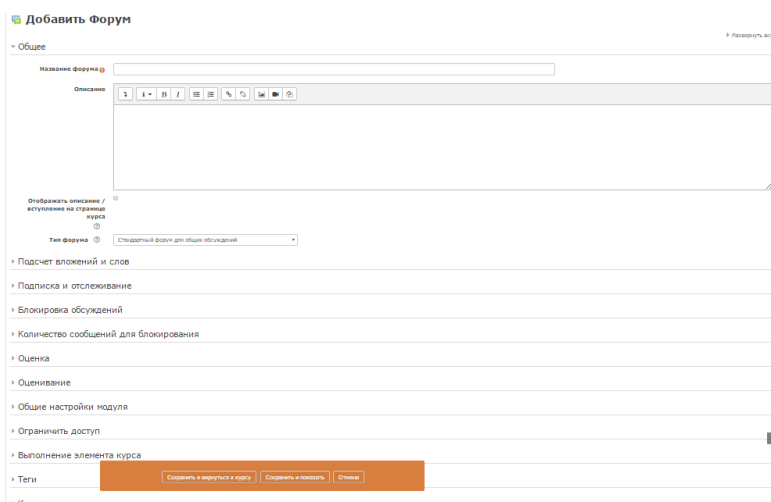 Добавить Форум
Развернуть все
Общее
Название форума
Описание
Отображать описание /
вступление на странице
курса
Тип форума
Стандартный форум для общих обсуждений
Подсчет вложений и слов
Подписка и отслеживание
Блокировка обсуждений
Количество сообщений для блокирования
Оценка
Оценивание
Общие настройки модуля
Ограничить доступ
Выполнение элемента курса
Теги
Сохранить и вернуться к курсу Сохранить и показать Отмена